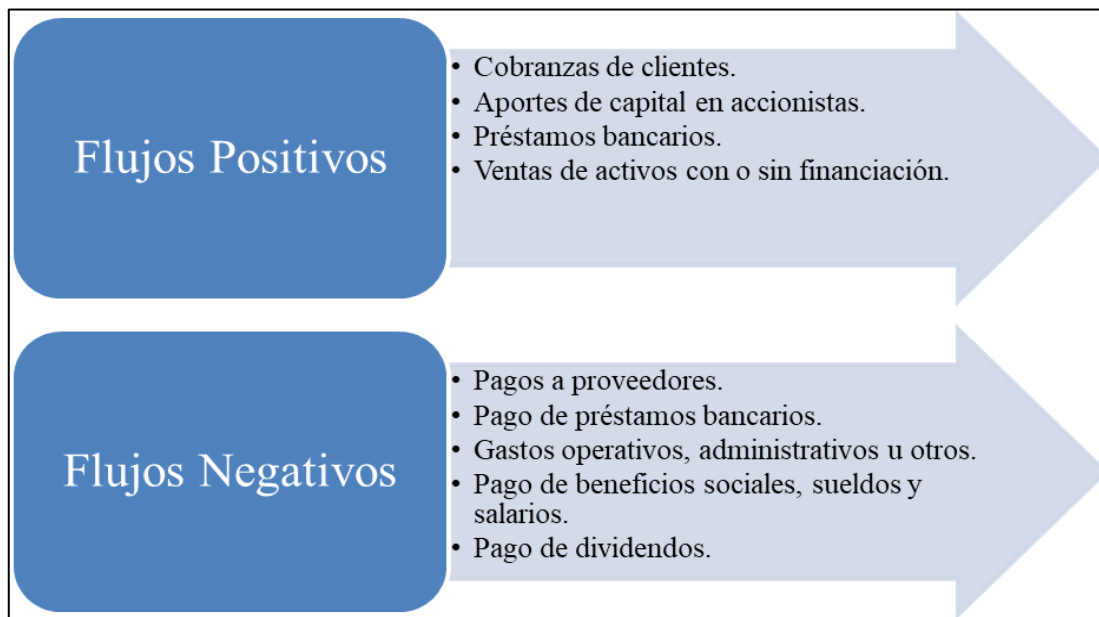 Flujos Positivos
• Cobranzas de clientes.
• Aportes de capital en accionistas.
• Préstamos bancarios.
• Ventas de activos con o sin financiación.
Flujos Negativos
• Pagos a proveedores.
• Pago de préstamos bancarios.
• Gastos operativos, administrativos u otros.
• Pago de beneficios sociales, sueldos y
salarios.
• Pago de dividendos.